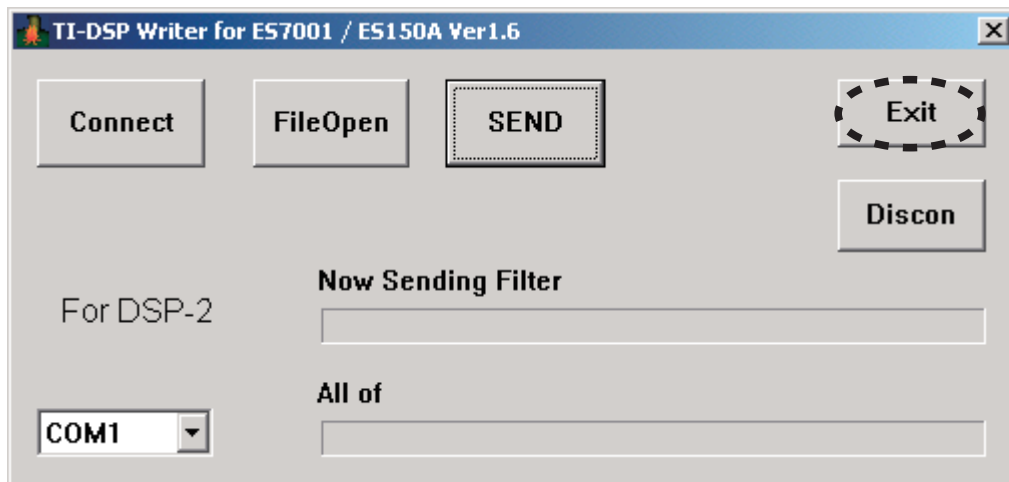 TI-DSP Writer for ES7001 / ES150A Ver1.6
Connect
FileOpen
SEND
Exit
Discon
Now Sending Filter
For DSP-2
All of
COM1